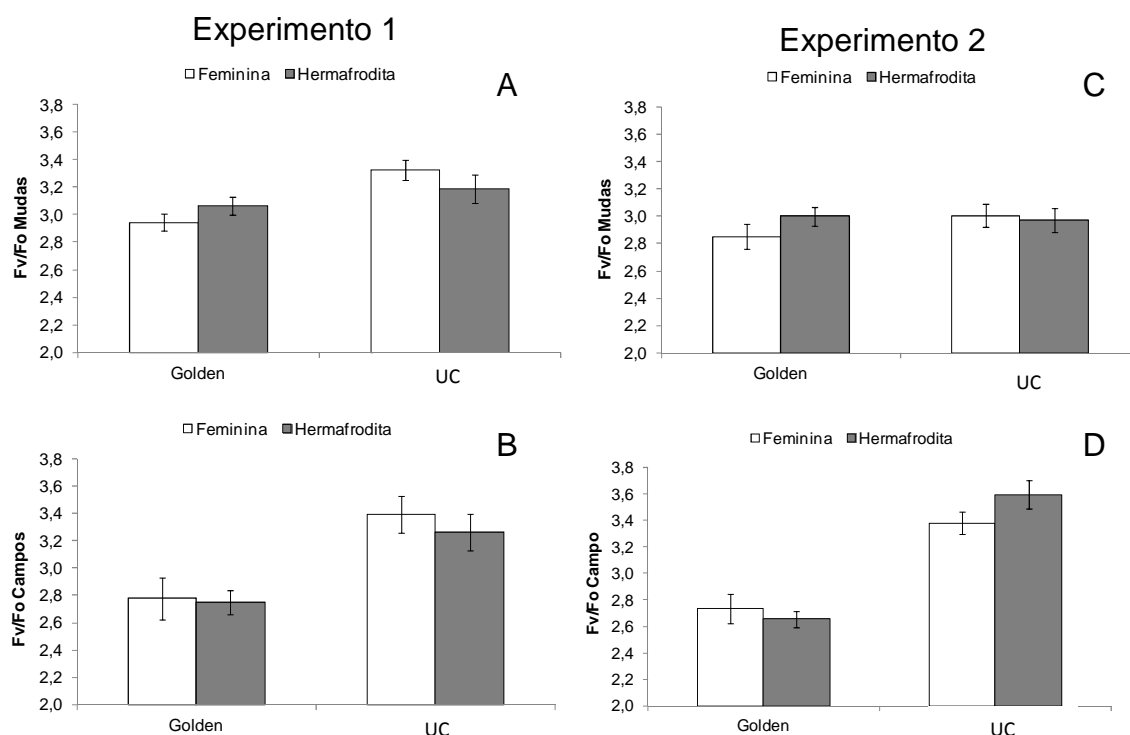 Experimento 1
Experimento 2
Feminina Hermafrodita
A
3,8
3,6
3,4
3,2
3,0
2,8
2,6
2,4
2,2
2,0
Fv/Fo Mudas
Golden UC
Feminina Hermafrodita
C
3,8
3,6
3,4
3,2
3,0
2,8
2,6
2,4
2,2
2,0
Fv/Fo Mudas
Golden UC
Feminina Hermafrodita
B
3,8
3,6
3,4
3,2
3,0
2,8
2,6
2,4
2,2
2,0
Fv/Fo Campos
Golden UC
Feminina Hermafrodita
D
3,8
3,6
3,4
3,2
3,0
2,8
2,6
2,4
2,2
2,0
Fv/Fo Campo
Golden UC